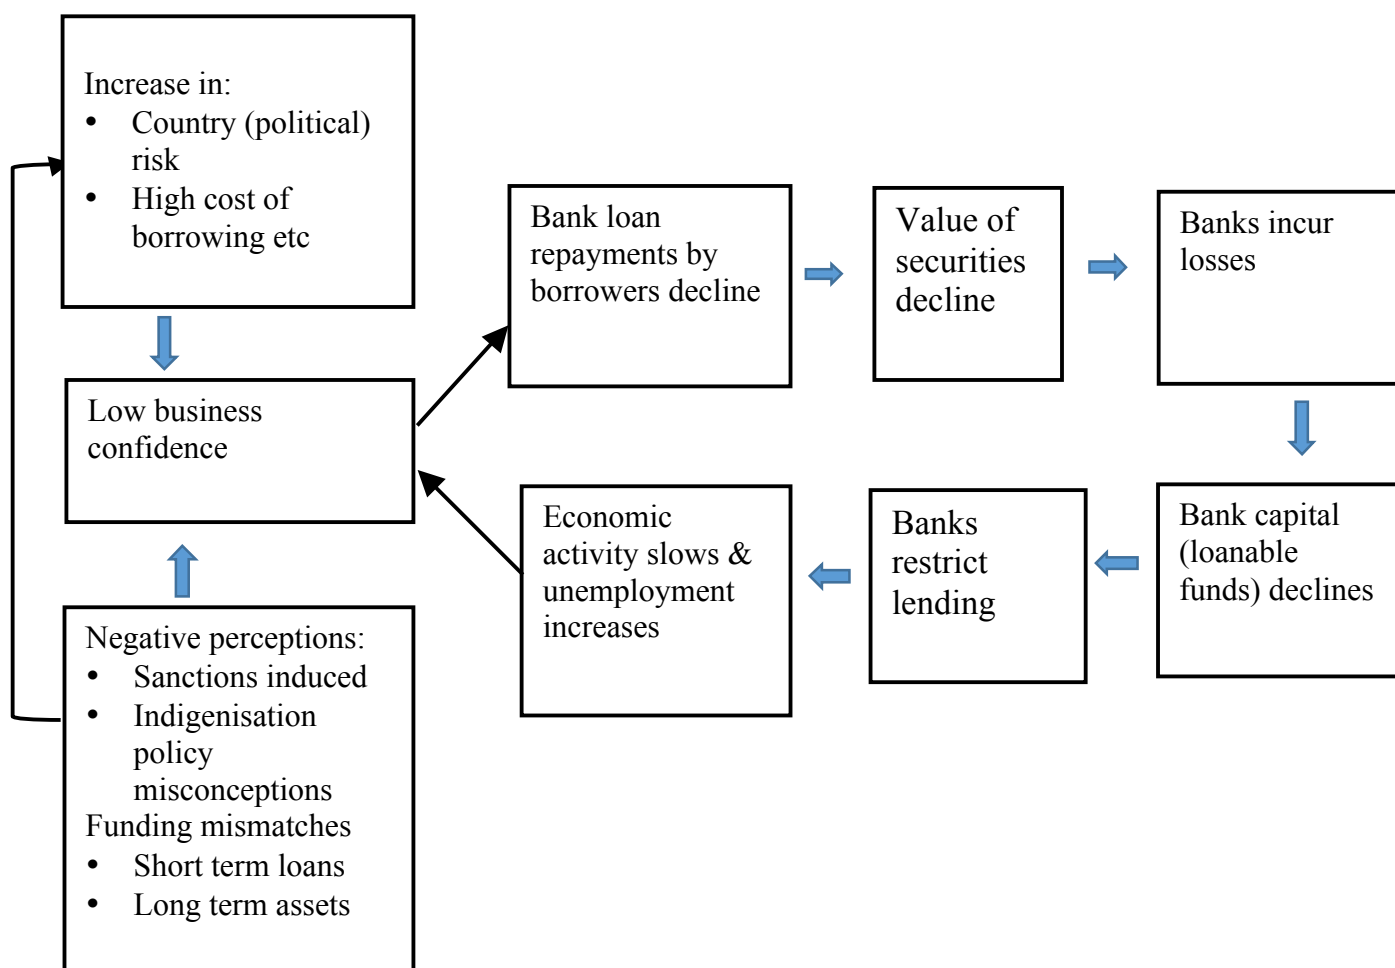 Increase in:
• Country (political)
risk
• High cost of
borrowing etc
Low business
confidence
Negative perceptions:
• Sanctions induced
• Indigenisation
policy
misconceptions
Funding mismatches
• Short term loans
• Long term assets
Bank loan
repayments by
borrowers decline
Value of
securities
decline
Banks incur
losses
Bank capital
(loanable
funds) declines
Banks
restrict
lending
Economic
activity slows &
unemployment
increases